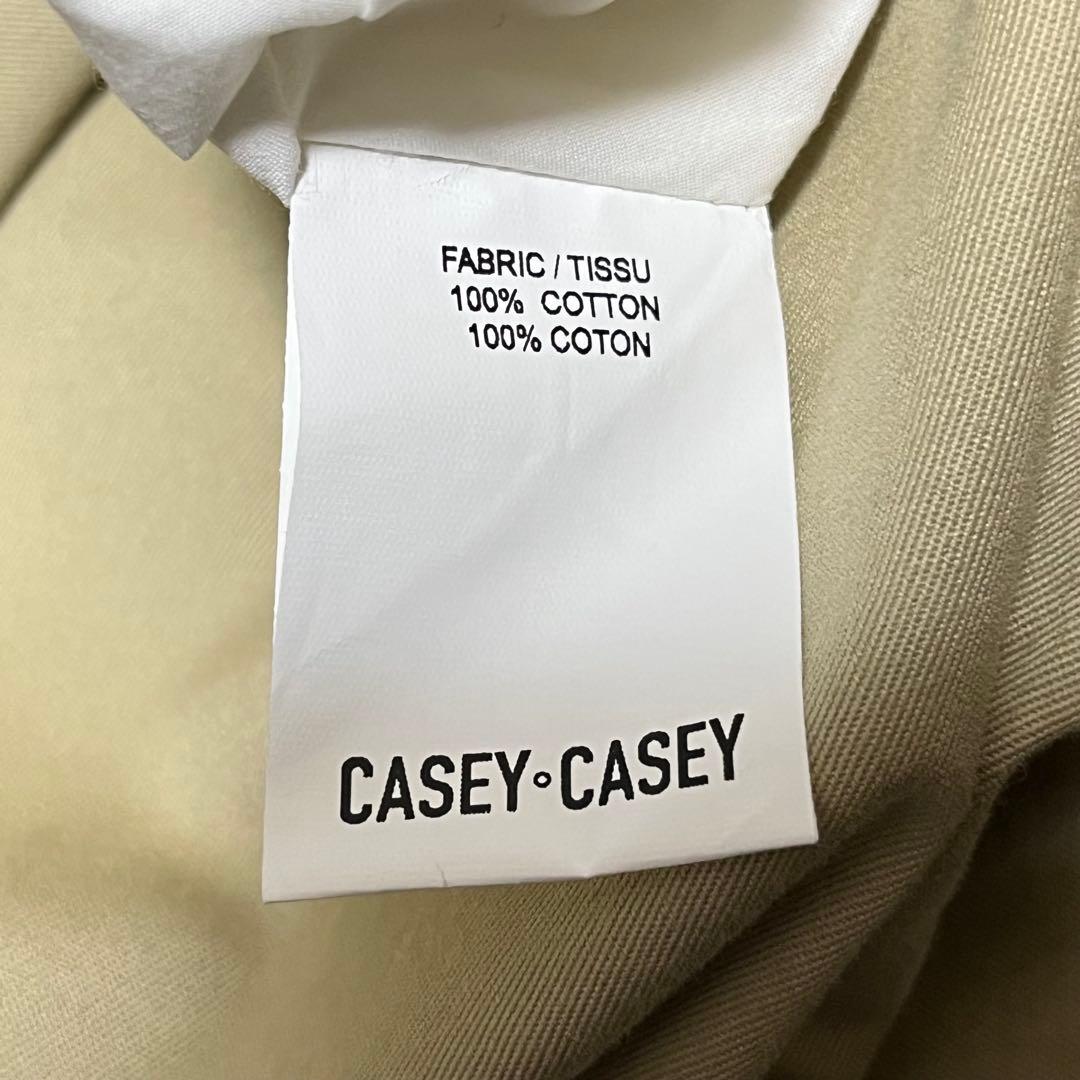 FABRIC / TISSU
100% COTTON
100% COTON
CASEY∘CASEY